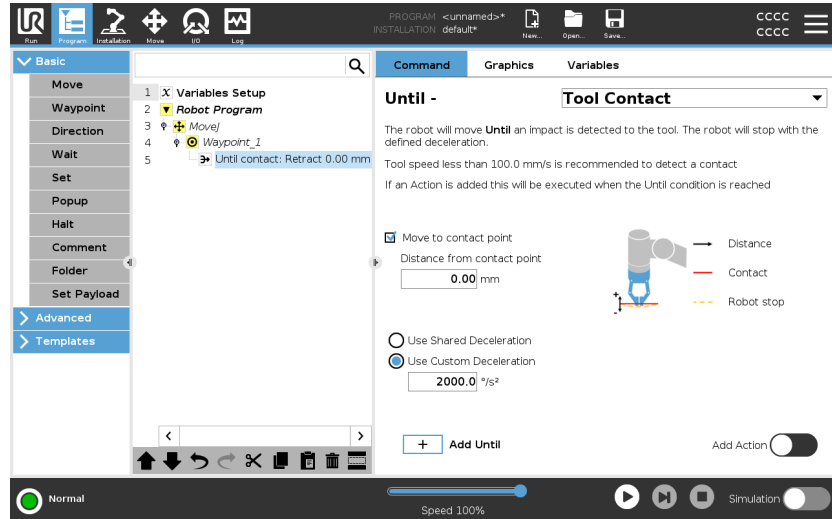 UR
Run
Program
Installation
Move
I/O
Log
PROGRAM <unnamed>*
INSTALLATION default*
New...
Open...
Save...
cccc
cccc
Basic
Move
Waypoint
Direction
Wait
Set
Popup
Halt
Comment
Folder
Set Payload
Advanced
Templates
1 X Variables Setup
2 Robot Program
3 MoveJ
4 Waypoint_1
5 Until contact: Retract 0.00 mm
Command Graphics Variables
Until - Tool Contact
The robot will move Until an impact is detected to the tool. The robot will stop with the
defined deceleration.
Tool speed less than 100.0 mm/s is recommended to detect a contact
If an Action is added this will be executed when the Until condition is reached
Move to contact point
Distance from contact point
0.00 mm
+
-
Distance
Contact
Robot stop
Use Shared Deceleration
Use Custom Deceleration
2000.0 °/s²
+ Add Until
Add Action
Normal
Speed 100%
Simulation